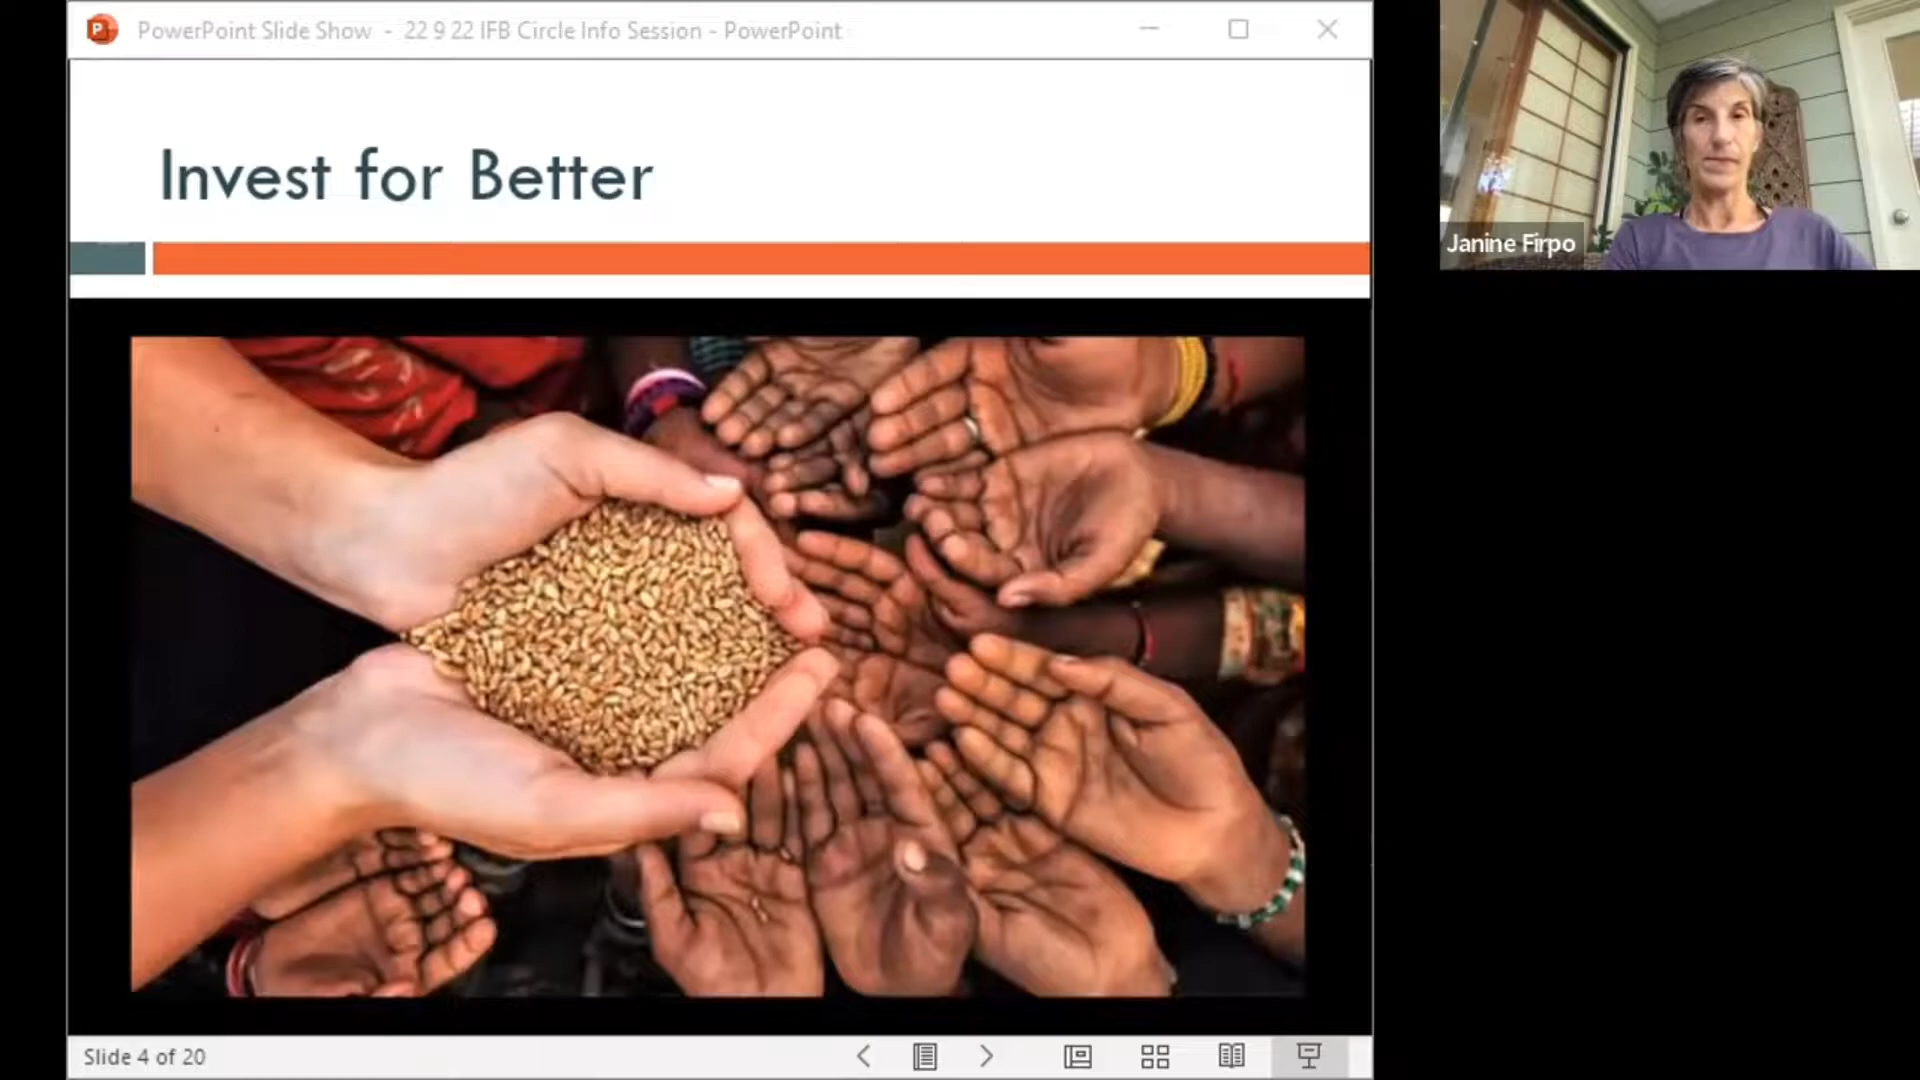 PowerPoint Slide Show - 22 9 22 IFB Circle Info Session - PowerPoint
Invest for Better
Janine Firpo
Slide 4 of 20